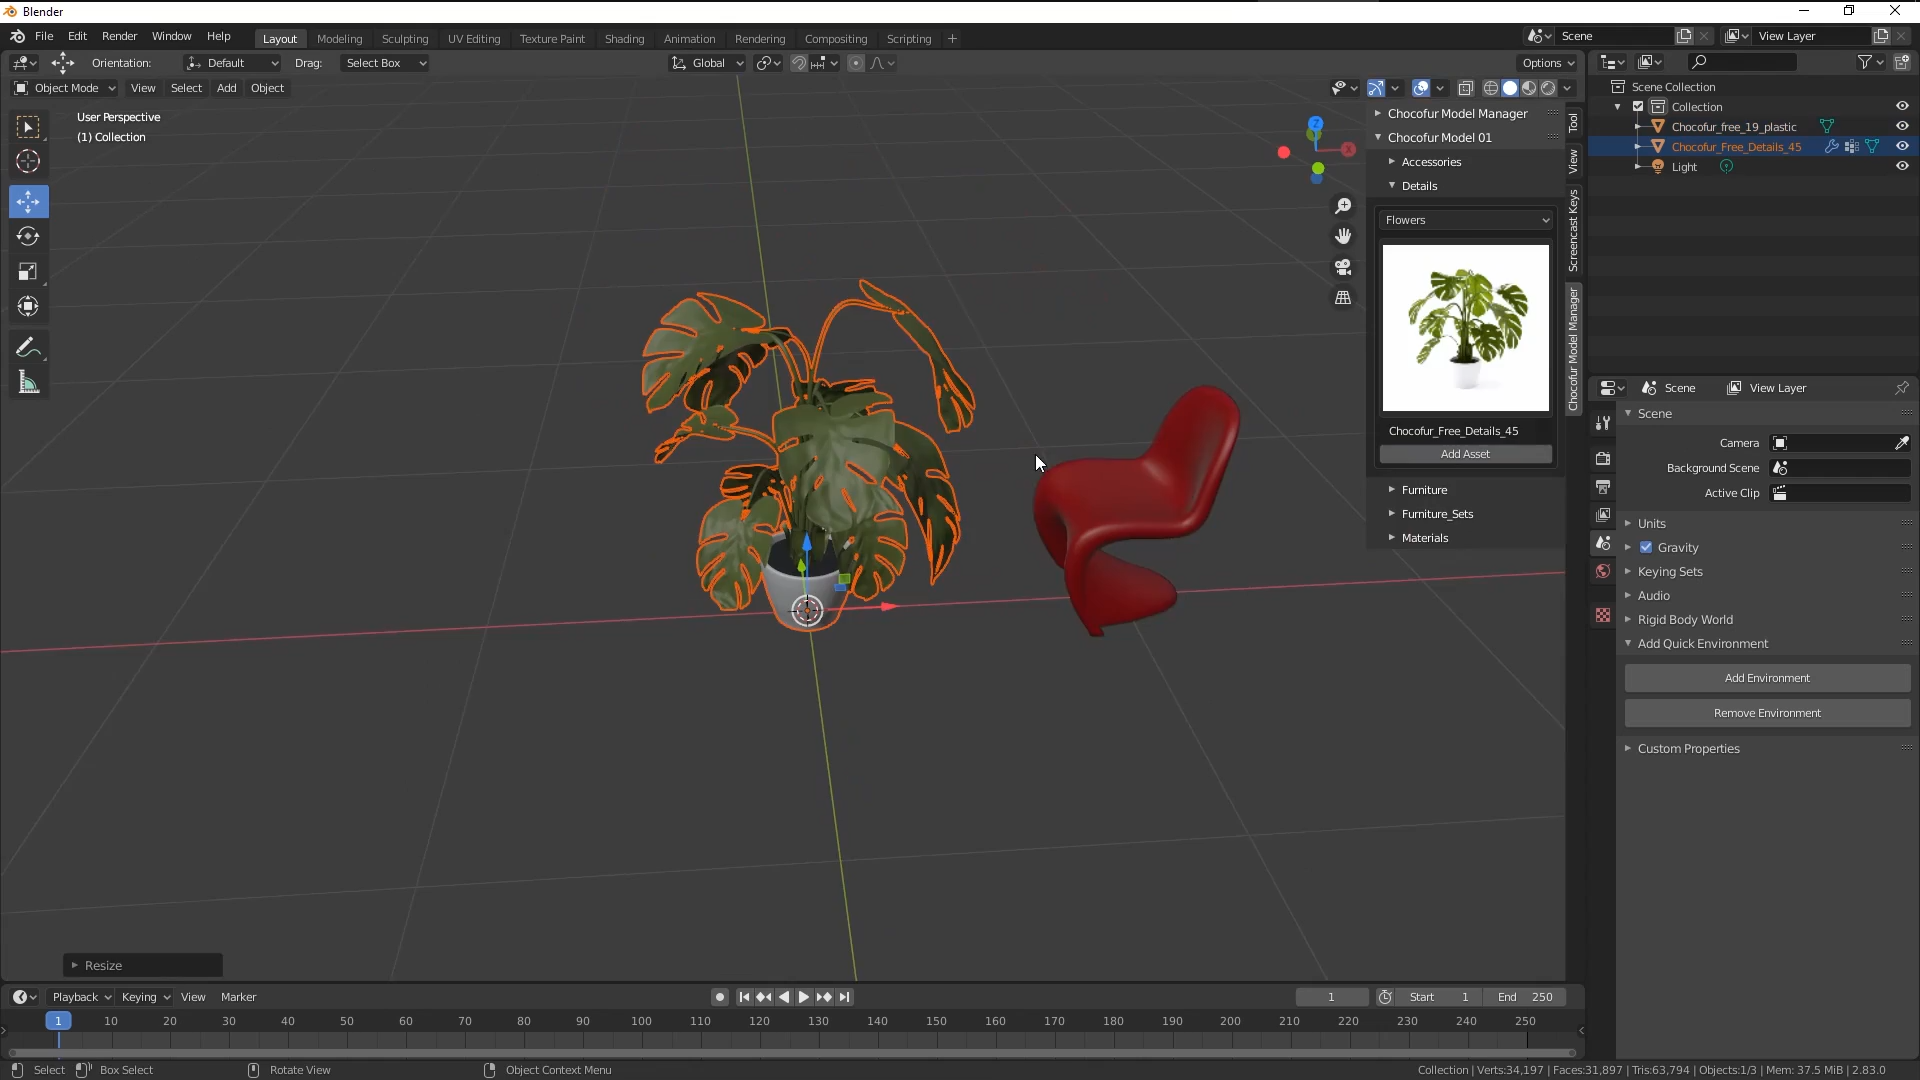 Blender
File Edit Render Window Help Layout Modeling Sculpting UV Editing Texture Paint Shading Animation Rendering Compositing Scripting + Scene View Layer
Orientation: Default Drag: Select Box Global Options
Object Mode View Select Add Object
User Perspective
(1) Collection
Z
X
Chocofur Model Manager
Chocofur Model 01
Accessories
Details
Flowers
Chocofur_Free_Details_45
Add Asset
Furniture
Furniture_Sets
Materials
Tool
View
Screencast Keys
Chocofur Model Manager
Scene Collection
Collection
Chocofur_free_19_plastic
Chocofur_Free_Details_45
Light
Scene View Layer
Scene
Camera
Background Scene
Active Clip
Units
Gravity
Keying Sets
Audio
Rigid Body World
Add Quick Environment
Add Environment
Remove Environment
Custom Properties
Resize
Playback Keying View Marker 1 Start 1 End 250
1 10 20 30 40 50 60 70 80 90 100 110 120 130 140 150 160 170 180 190 200 210 220 230 240 250
Select Box Select Rotate View Object Context Menu Collection | Verts:34,197 | Faces:31,897 | Tris:63,794 | Objects:1/3 | Mem: 37.5 MiB | 2.83.0